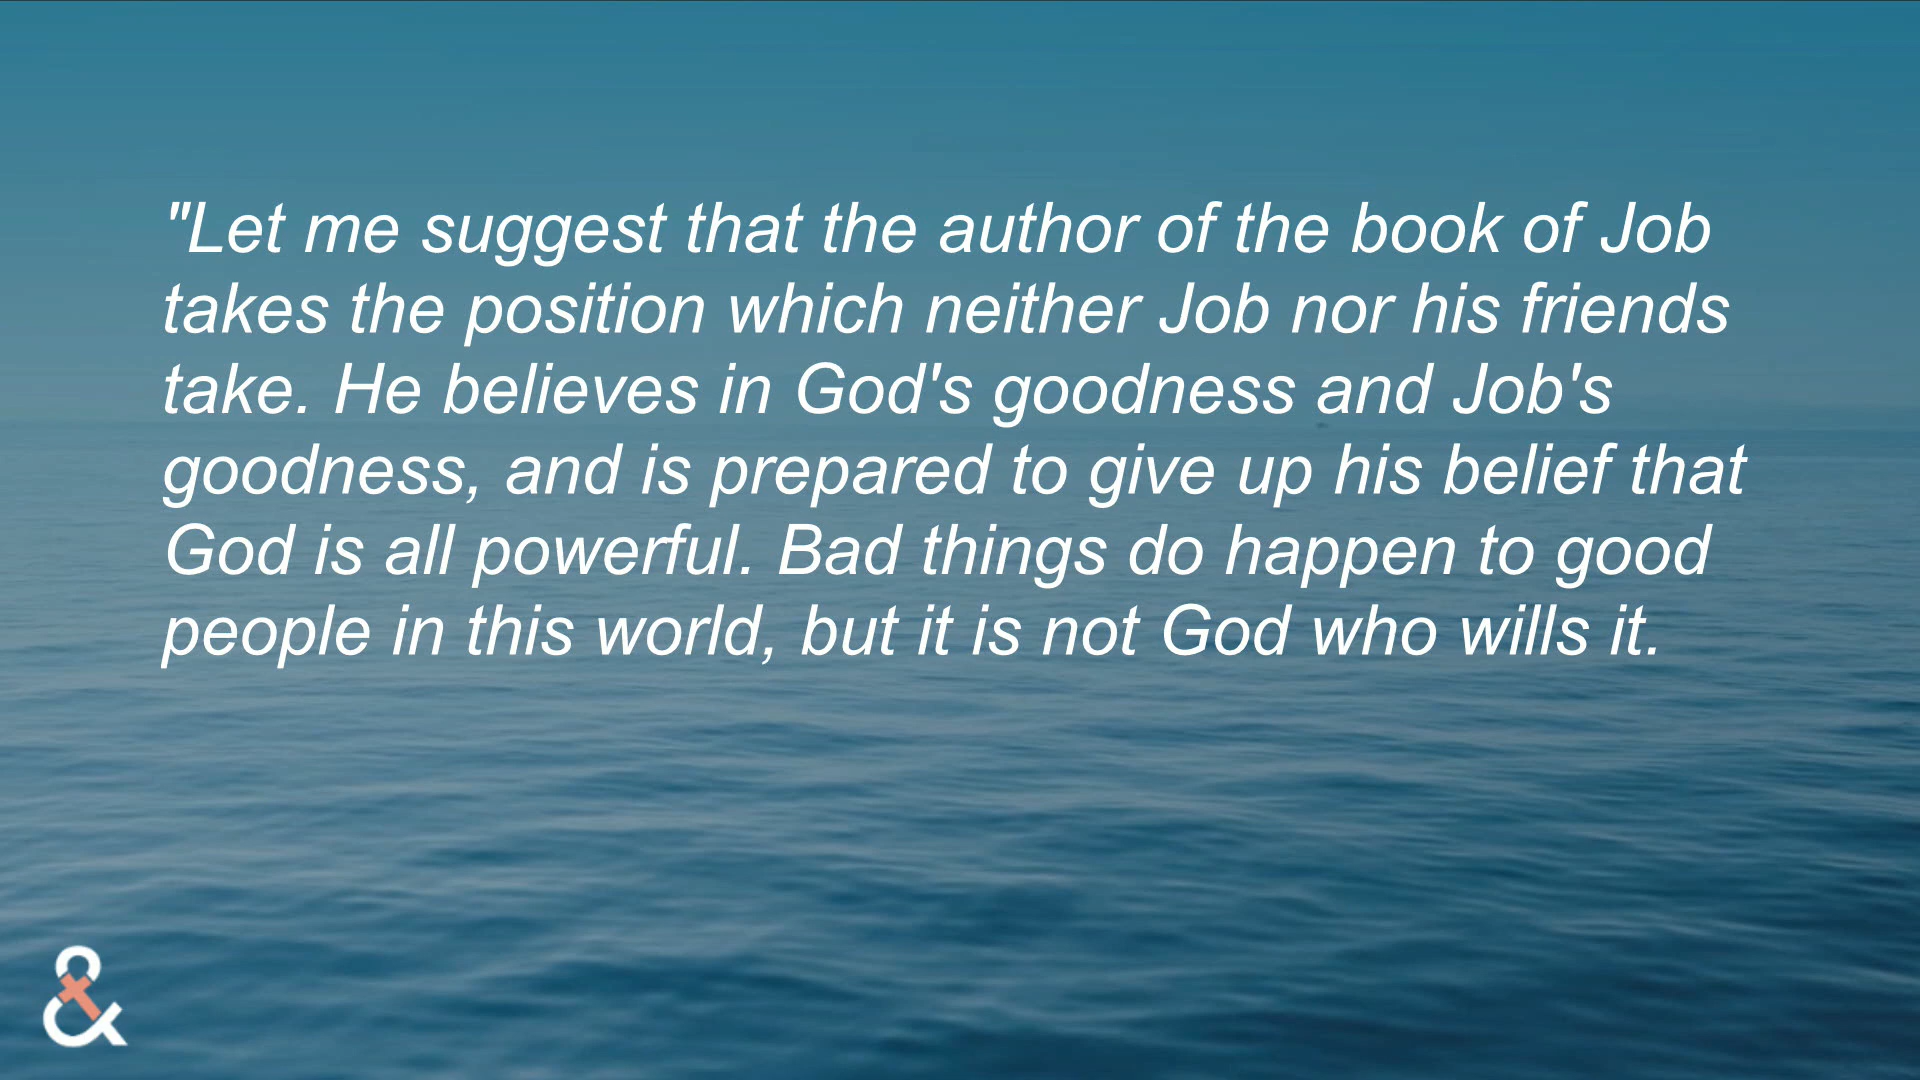 "Let me suggest that the author of the book of Job
takes the position which neither Job nor his friends
take. He believes in God's goodness and Job's
goodness, and is prepared to give up his belief that
God is all powerful. Bad things do happen to good
people in this world, but it is not God who wills it.
&